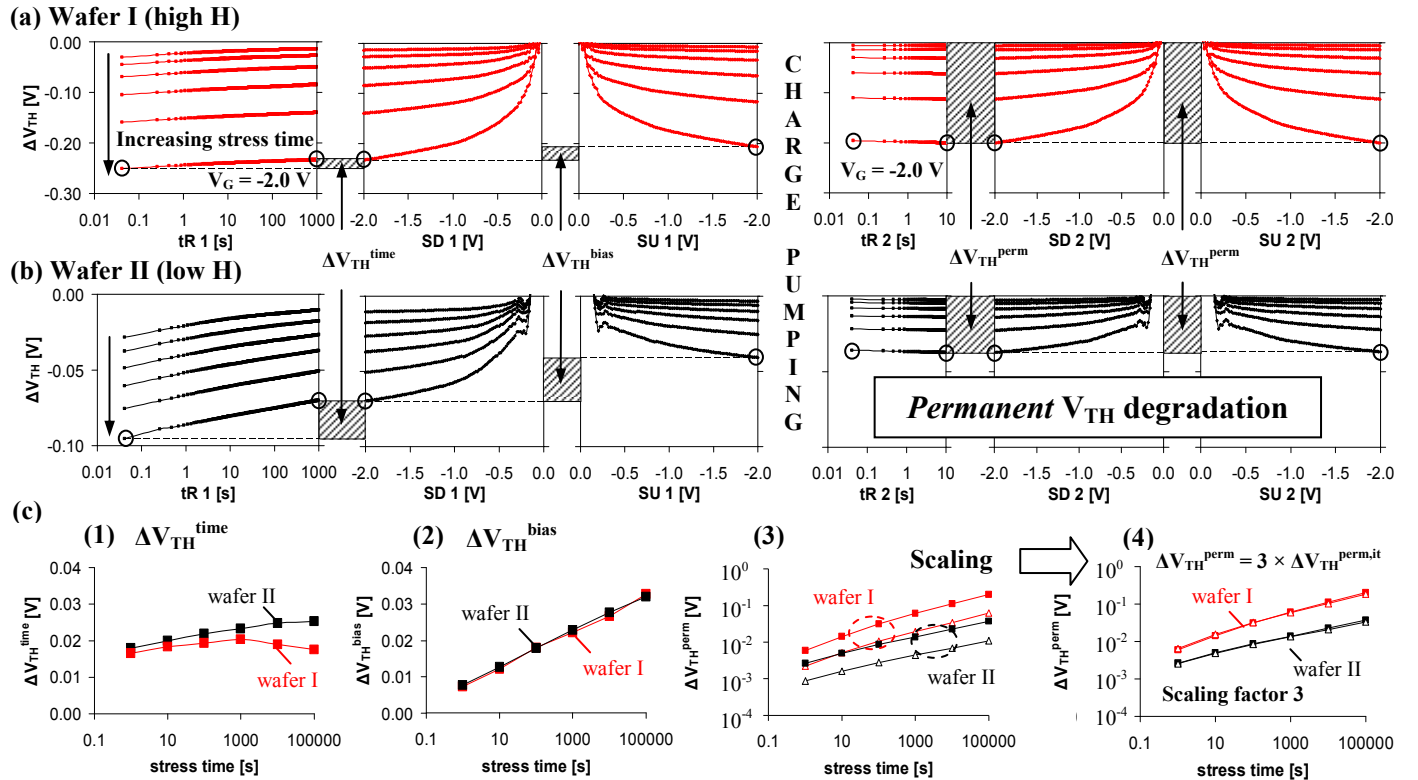 (a) Wafer I (high H)
0.00
-0.10
-0.20
-0.30
ΔV_TH [V]
Increasing stress time
V_G = -2.0 V
0.01 0.1 1 10 100 1000
tR 1 [s]
-2.0 -1.5 -1.0 -0.5 0.0
SD 1 [V]
0.0 -0.5 -1.0 -1.5 -2.0
SU 1 [V]
CHARGE
PUMPING
V_G = -2.0 V
0.01 0.1 1 10
tR 2 [s]
-2.0 -1.5 -1.0 -0.5 0.0
SD 2 [V]
0.0 -0.5 -1.0 -1.5 -2.0
SU 2 [V]
ΔV_TH^time
ΔV_TH^bias
ΔV_TH^perm
ΔV_TH^perm
(b) Wafer II (low H)
0.00
-0.05
-0.10
ΔV_TH [V]
0.01 0.1 1 10 100 1000
tR 1 [s]
-2.0 -1.5 -1.0 -0.5 0.0
SD 1 [V]
0.0 -0.5 -1.0 -1.5 -2.0
SU 1 [V]
Permanent V_TH degradation
0.01 0.1 1 10
tR 2 [s]
-2.0 -1.5 -1.0 -0.5 0.0
SD 2 [V]
0.0 -0.5 -1.0 -1.5 -2.0
SU 2 [V]
(c)
(1) ΔV_TH^time
0.04
0.03
0.02
0.01
0.00
ΔV_TH^time [V]
wafer II
wafer I
0.1 10 1000 100000
stress time [s]
(2) ΔV_TH^bias
0.04
0.03
0.02
0.01
0.00
ΔV_TH^bias [V]
wafer II
wafer I
0.1 10 1000 100000
stress time [s]
(3)
Scaling
10^0
10^-1
10^-2
10^-3
10^-4
ΔV_TH^perm [V]
wafer I
wafer II
0.1 10 1000 100000
stress time [s]
(4)
ΔV_TH^perm = 3 × ΔV_TH^perm,it
10^0
10^-1
10^-2
10^-3
10^-4
ΔV_TH^perm [V]
wafer I
wafer II
Scaling factor 3
0.1 10 1000 100000
stress time [s]